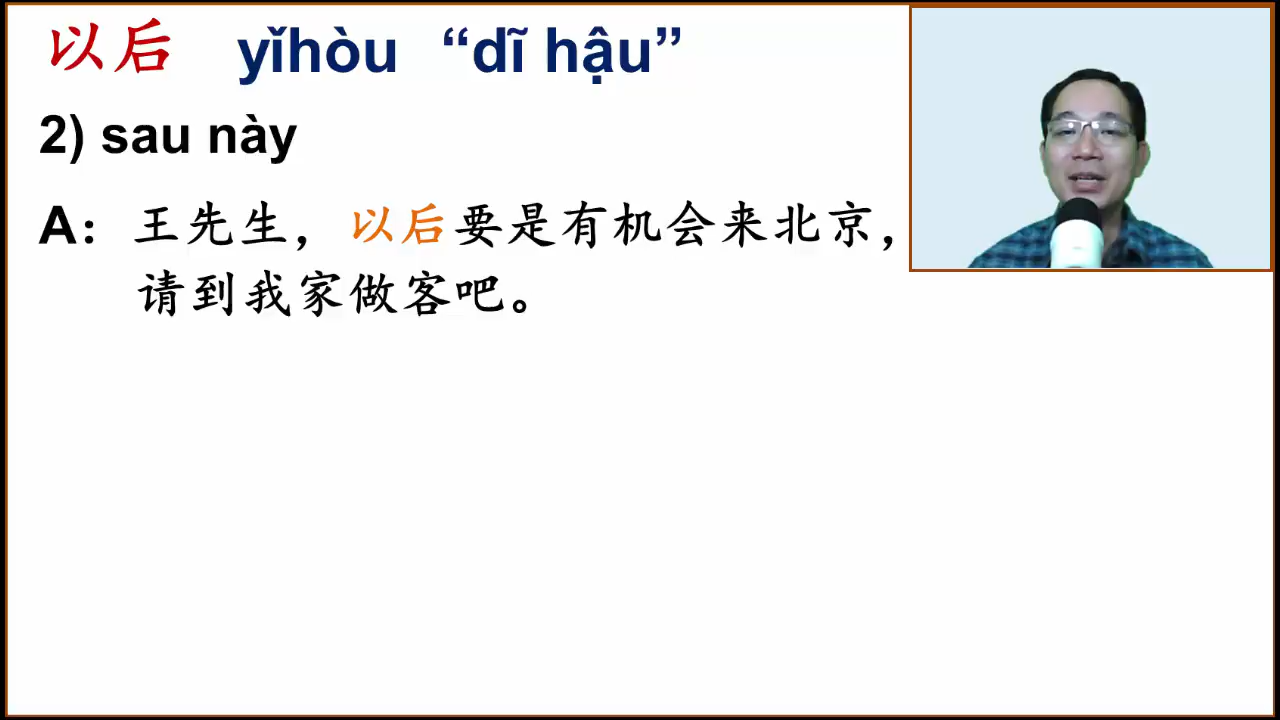 以后 yǐhòu “dĩ hậu”
2) sau này
A：王先生，以后要是有机会来北京，
请到我家做客吧。